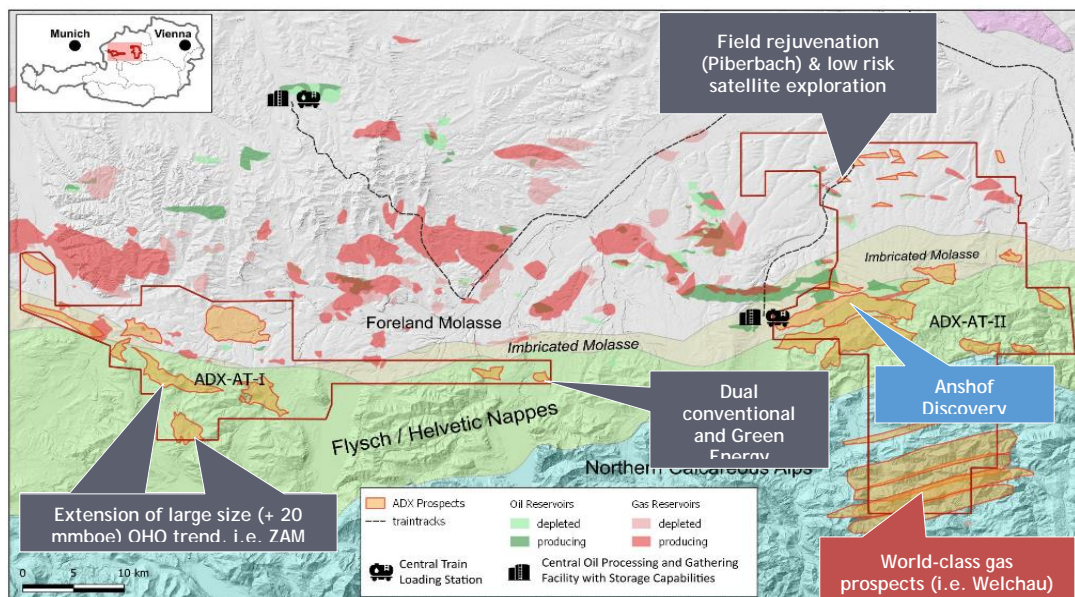 Munich
Vienna
Field rejuvenation
(Piberbach) & low risk
satellite exploration
Imbricated Molasse
Foreland Molasse
Imbricated Molasse
ADX-AT-II
ADX-AT-I
Anshof
Discovery
Dual
conventional
and Green
Energy
Flysch / Helvetic Nappes
Northern Calcareous Alps
Extension of large size (+ 20
mmboe) OHO trend, i.e. ZAM
World-class gas
prospects (i.e. Welchau)
0 5 10 km
ADX Prospects
traintracks
Oil Reservoirs
depleted
producing
Gas Reservoirs
depleted
producing
Central Train
Loading Station
Central Oil Processing and Gathering
Facility with Storage Capabilities